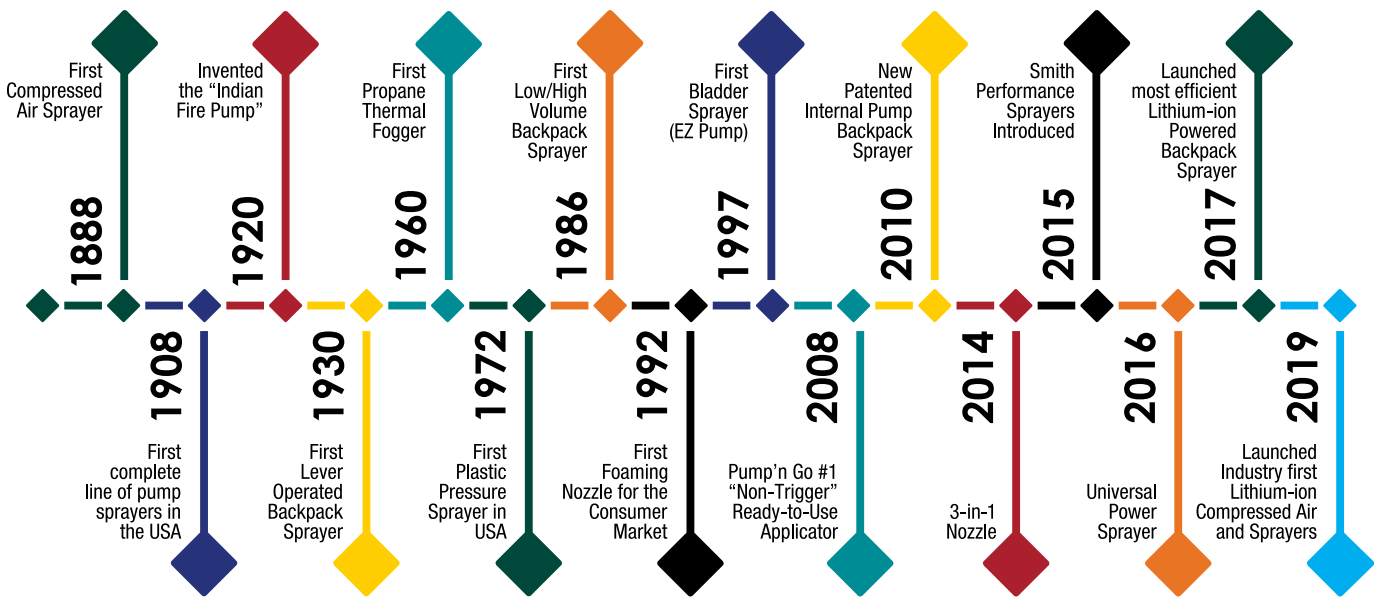 First
Compressed
Air Sprayer
1888
First
complete
line of pump
sprayers in
the USA
1908
Invented
the “Indian
Fire Pump”
1920
First
Lever
Operated
Backpack
Sprayer
1930
First
Propane
Thermal
Fogger
1960
First
Plastic
Pressure
Sprayer in
USA
1972
First
Low/High
Volume
Backpack
Sprayer
1986
First
Foaming
Nozzle for the
Consumer
Market
1992
First
Bladder
Sprayer
(EZ Pump)
1997
Pump’n Go #1
“Non-Trigger”
Ready-to-Use
Applicator
2008
New
Patented
Internal Pump
Backpack
Sprayer
2010
3-in-1
Nozzle
2014
Smith
Performance
Sprayers
Introduced
2015
Universal
Power
Sprayer
2016
Launched
most efficient
Lithium-ion
Powered
Backpack
Sprayer
2017
Launched
Industry first
Lithium-ion
Compressed Air
and Sprayers
2019